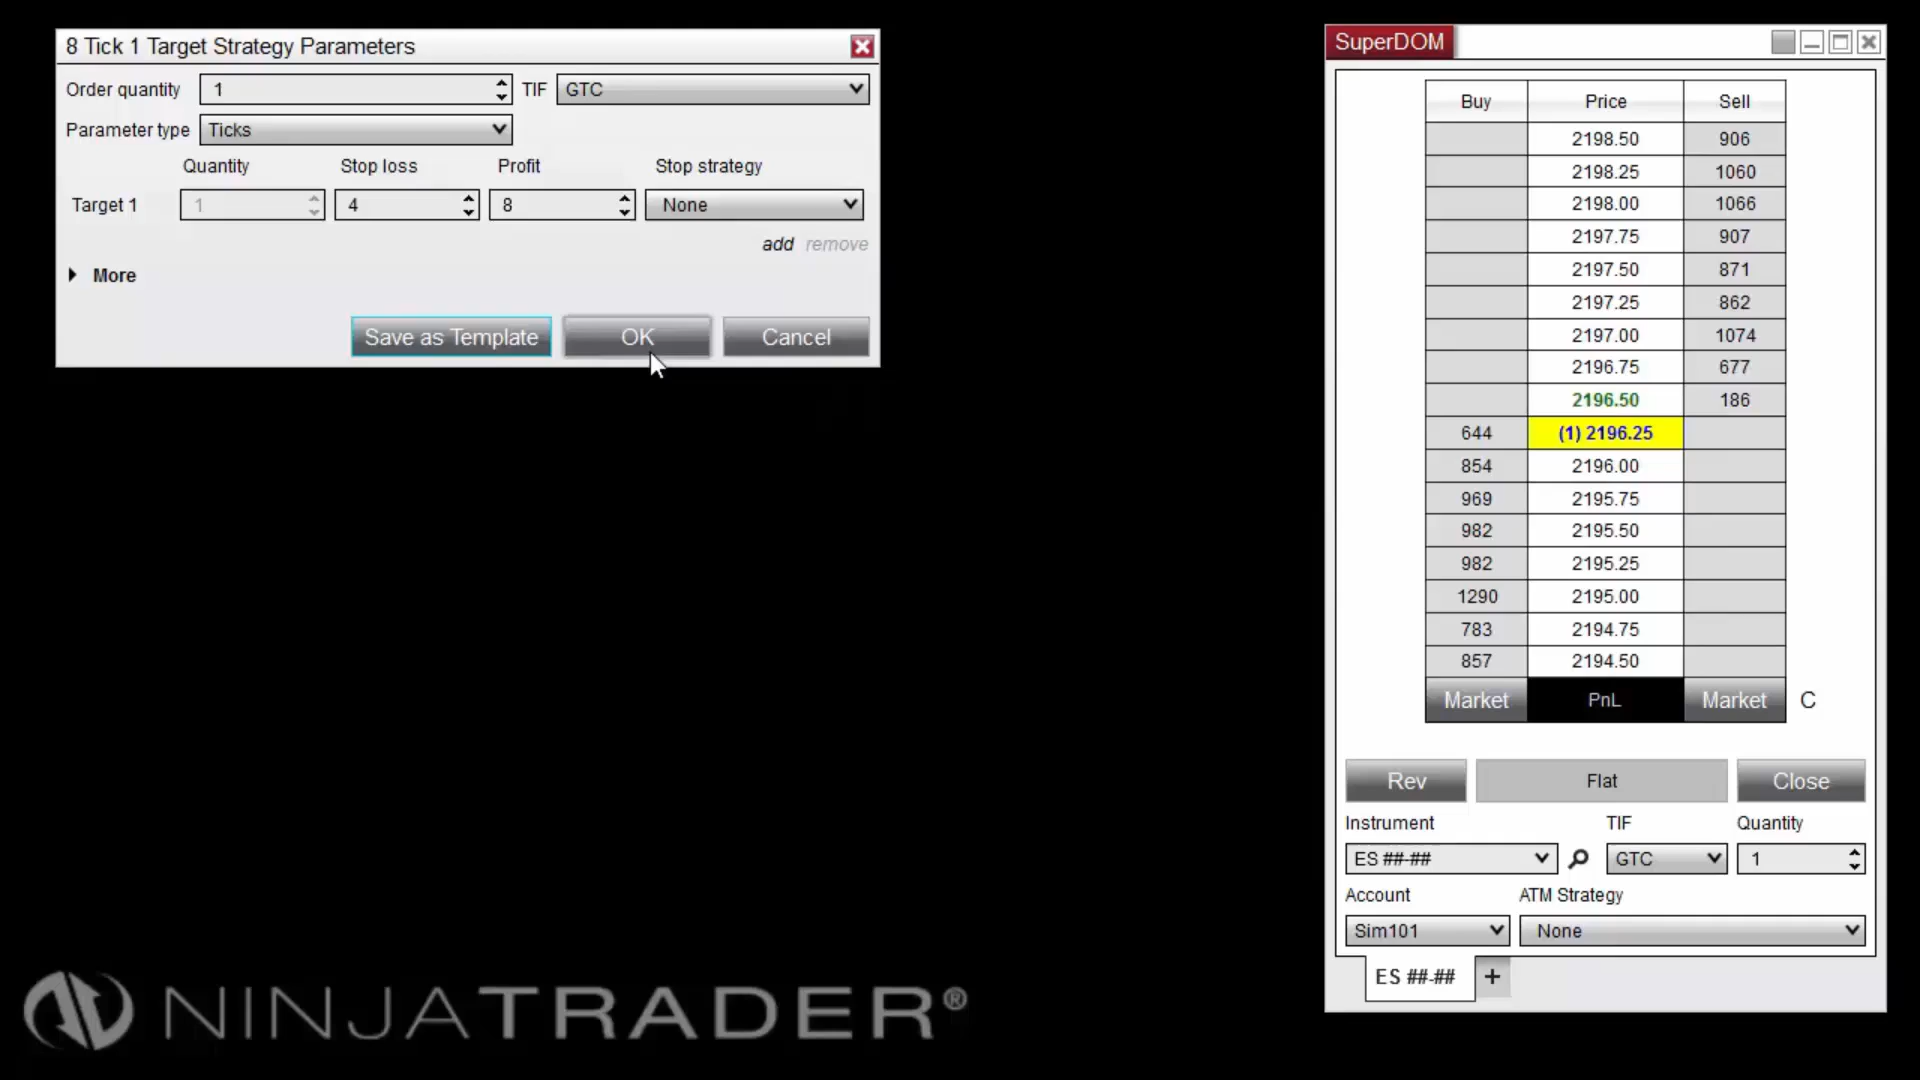 8 Tick 1 Target Strategy Parameters
Order quantity 1 TIF GTC
Parameter type Ticks
Quantity Stop loss Profit Stop strategy
Target 1 1 4 8 None
add remove
More
Save as Template OK Cancel
NINJATRADER®
SuperDOM
Buy Price Sell
2198.50 906
2198.25 1060
2198.00 1066
2197.75 907
2197.50 871
2197.25 862
2197.00 1074
2196.75 677
2196.50 186
644 (1) 2196.25
854 2196.00
969 2195.75
982 2195.50
982 2195.25
1290 2195.00
783 2194.75
857 2194.50
Market PnL Market C
Rev Flat Close
Instrument TIF Quantity
ES ##-## GTC 1
Account ATM Strategy
Sim101 None
ES ##-## +